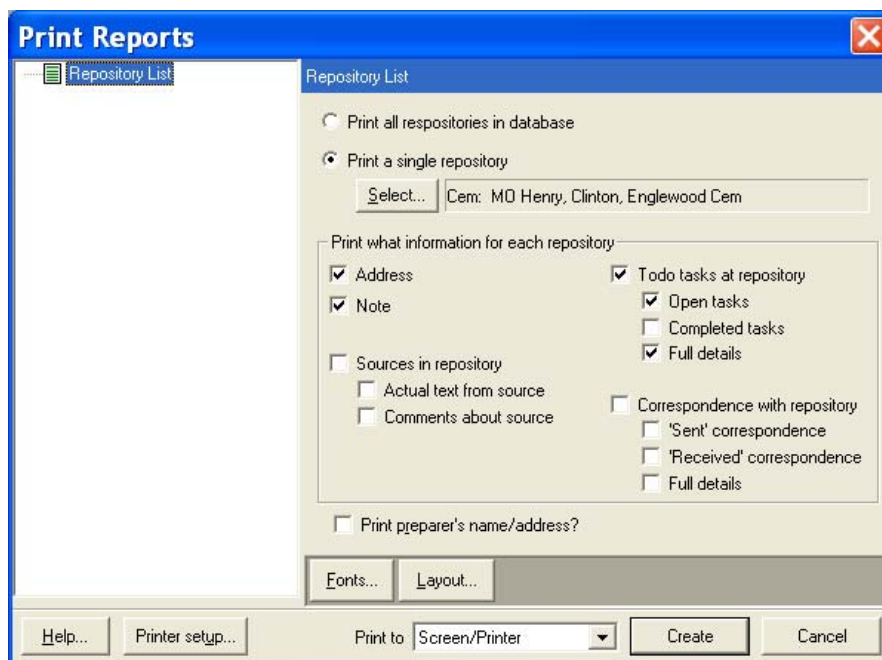 Print Reports
Repository List
Repository List
Print all respositories in database
Print a single repository
Select... Cem:  MO Henry, Clinton, Englewood Cem
Print what information for each repository
Address
Note
Sources in repository
Actual text from source
Comments about source
Todo tasks at repository
Open tasks
Completed tasks
Full details
Correspondence with repository
'Sent' correspondence
'Received' correspondence
Full details
Print preparer's name/address?
Fonts... Layout...
Help... Printer setup... Print to Screen/Printer Create Cancel